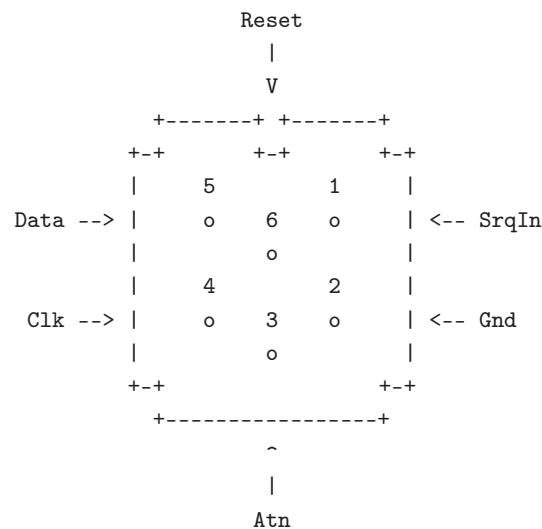 Reset
|
V
+-------+ +-------+
+-+ +-+ +-+
| 5 1 |
Data --> | o 6 o | <-- SrqIn
| o |
| 4 2 |
Clk --> | o 3 o | <-- Gnd
| o |
+-+ +-+
+-----------------+
^
|
Atn